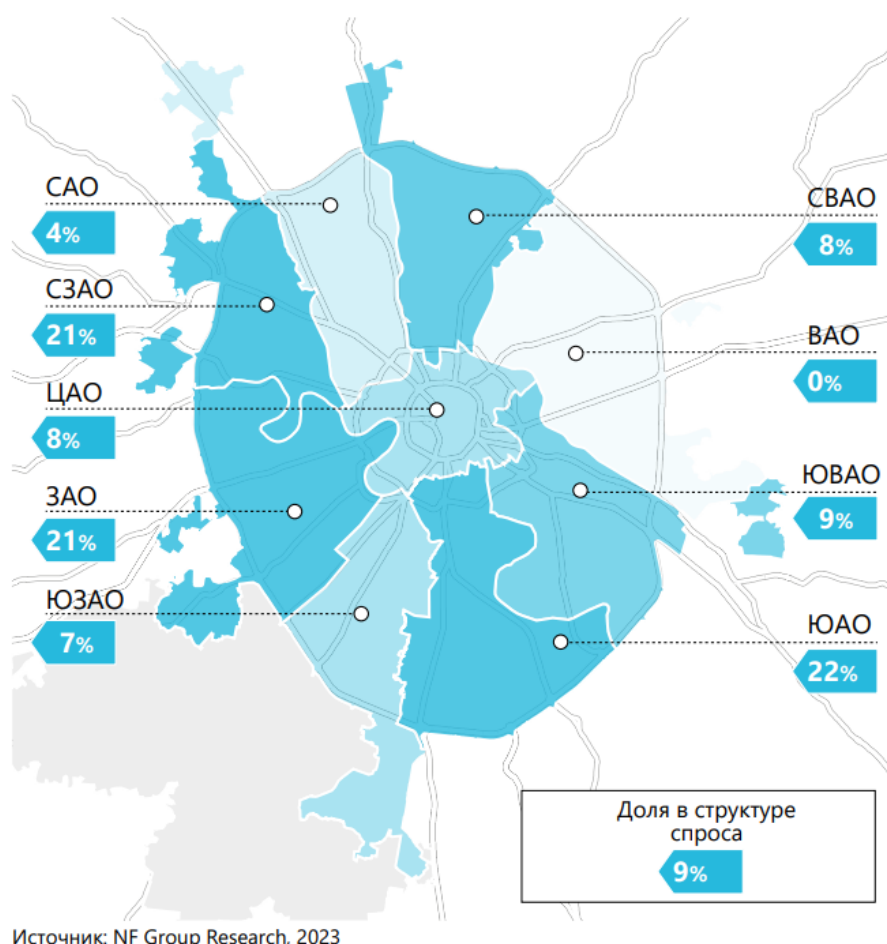 САО
4%
СЗАО
21%
ЦАО
8%
ЗАО
21%
ЮЗАО
7%
СВАО
8%
ВАО
0%
ЮВАО
9%
ЮАО
22%
Доля в структуре
спроса
9%
Источник: NF Group Research, 2023